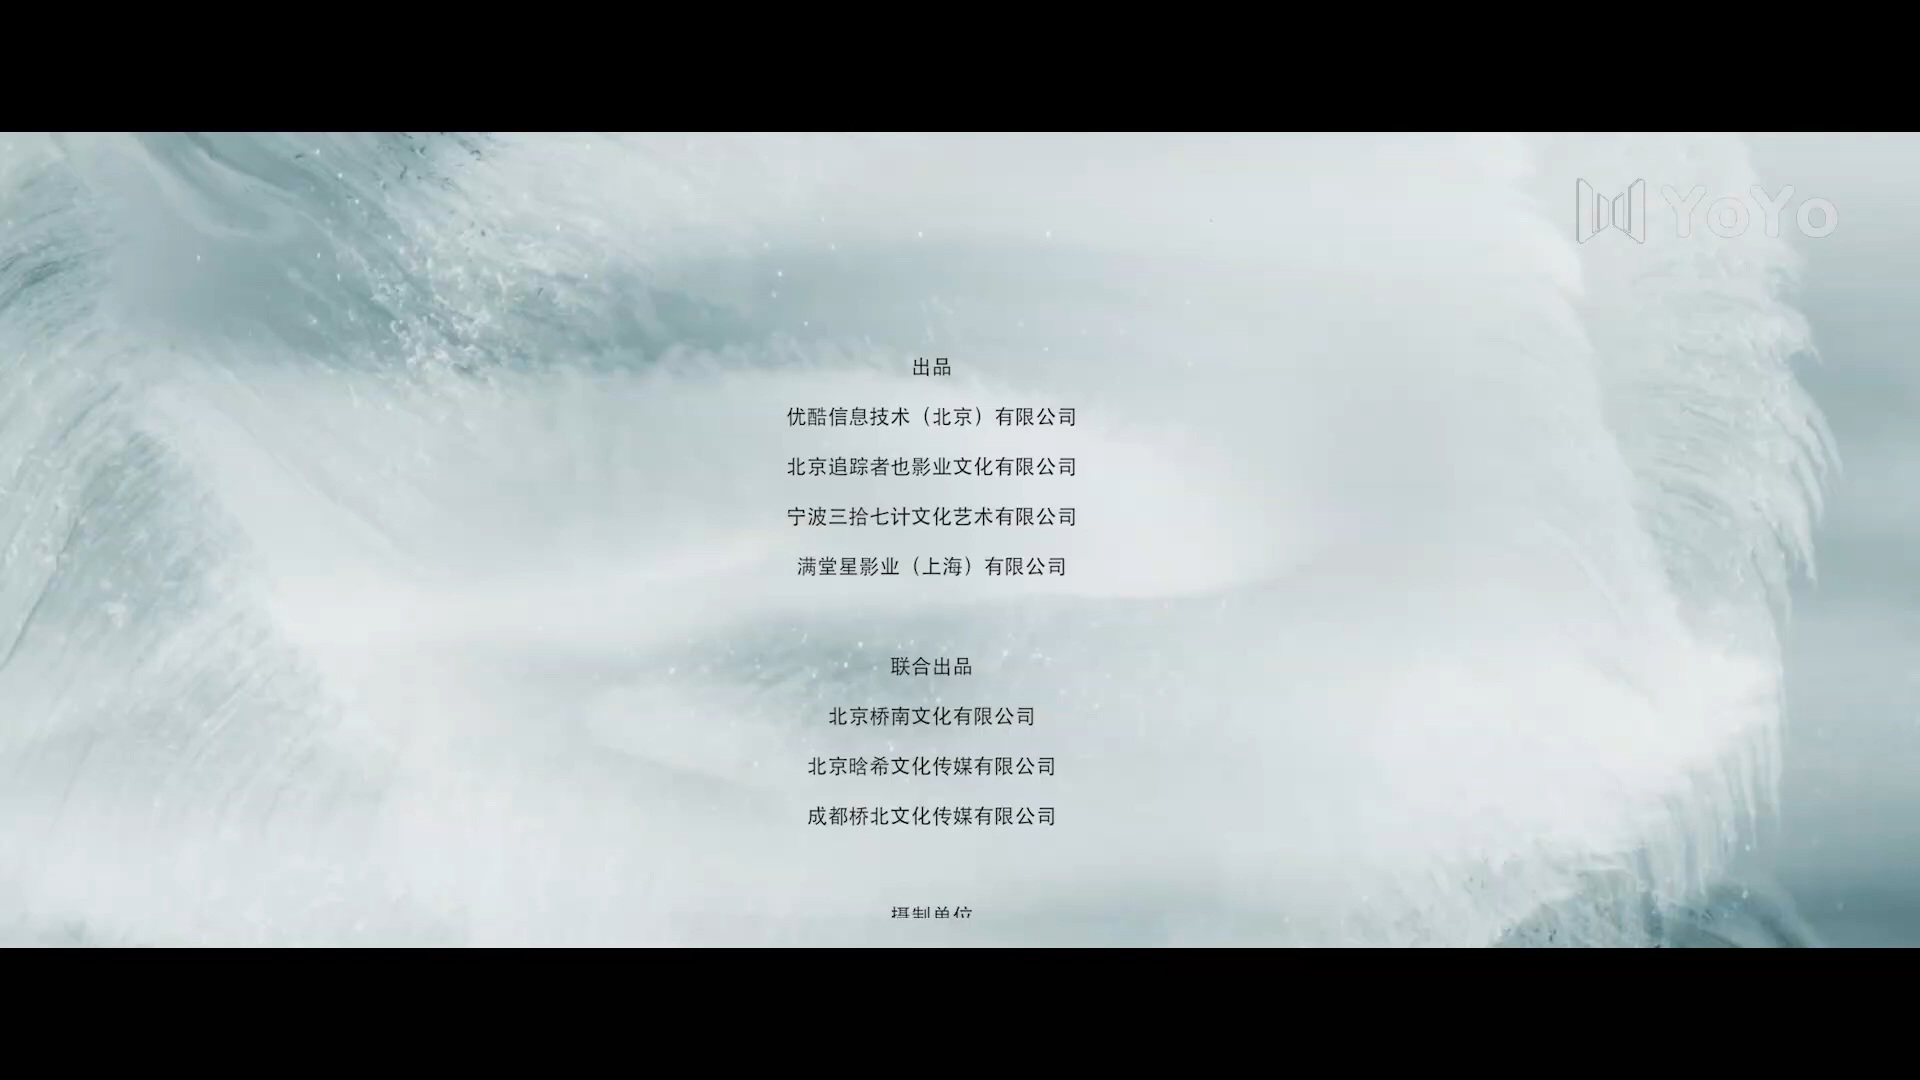 YoYo
出品
优酷信息技术（北京）有限公司
北京追踪者也影业文化有限公司
宁波三拾七计文化艺术有限公司
满堂星影业（上海）有限公司
联合出品
北京桥南文化有限公司
北京晗希文化传媒有限公司
成都桥北文化传媒有限公司
摄制单位